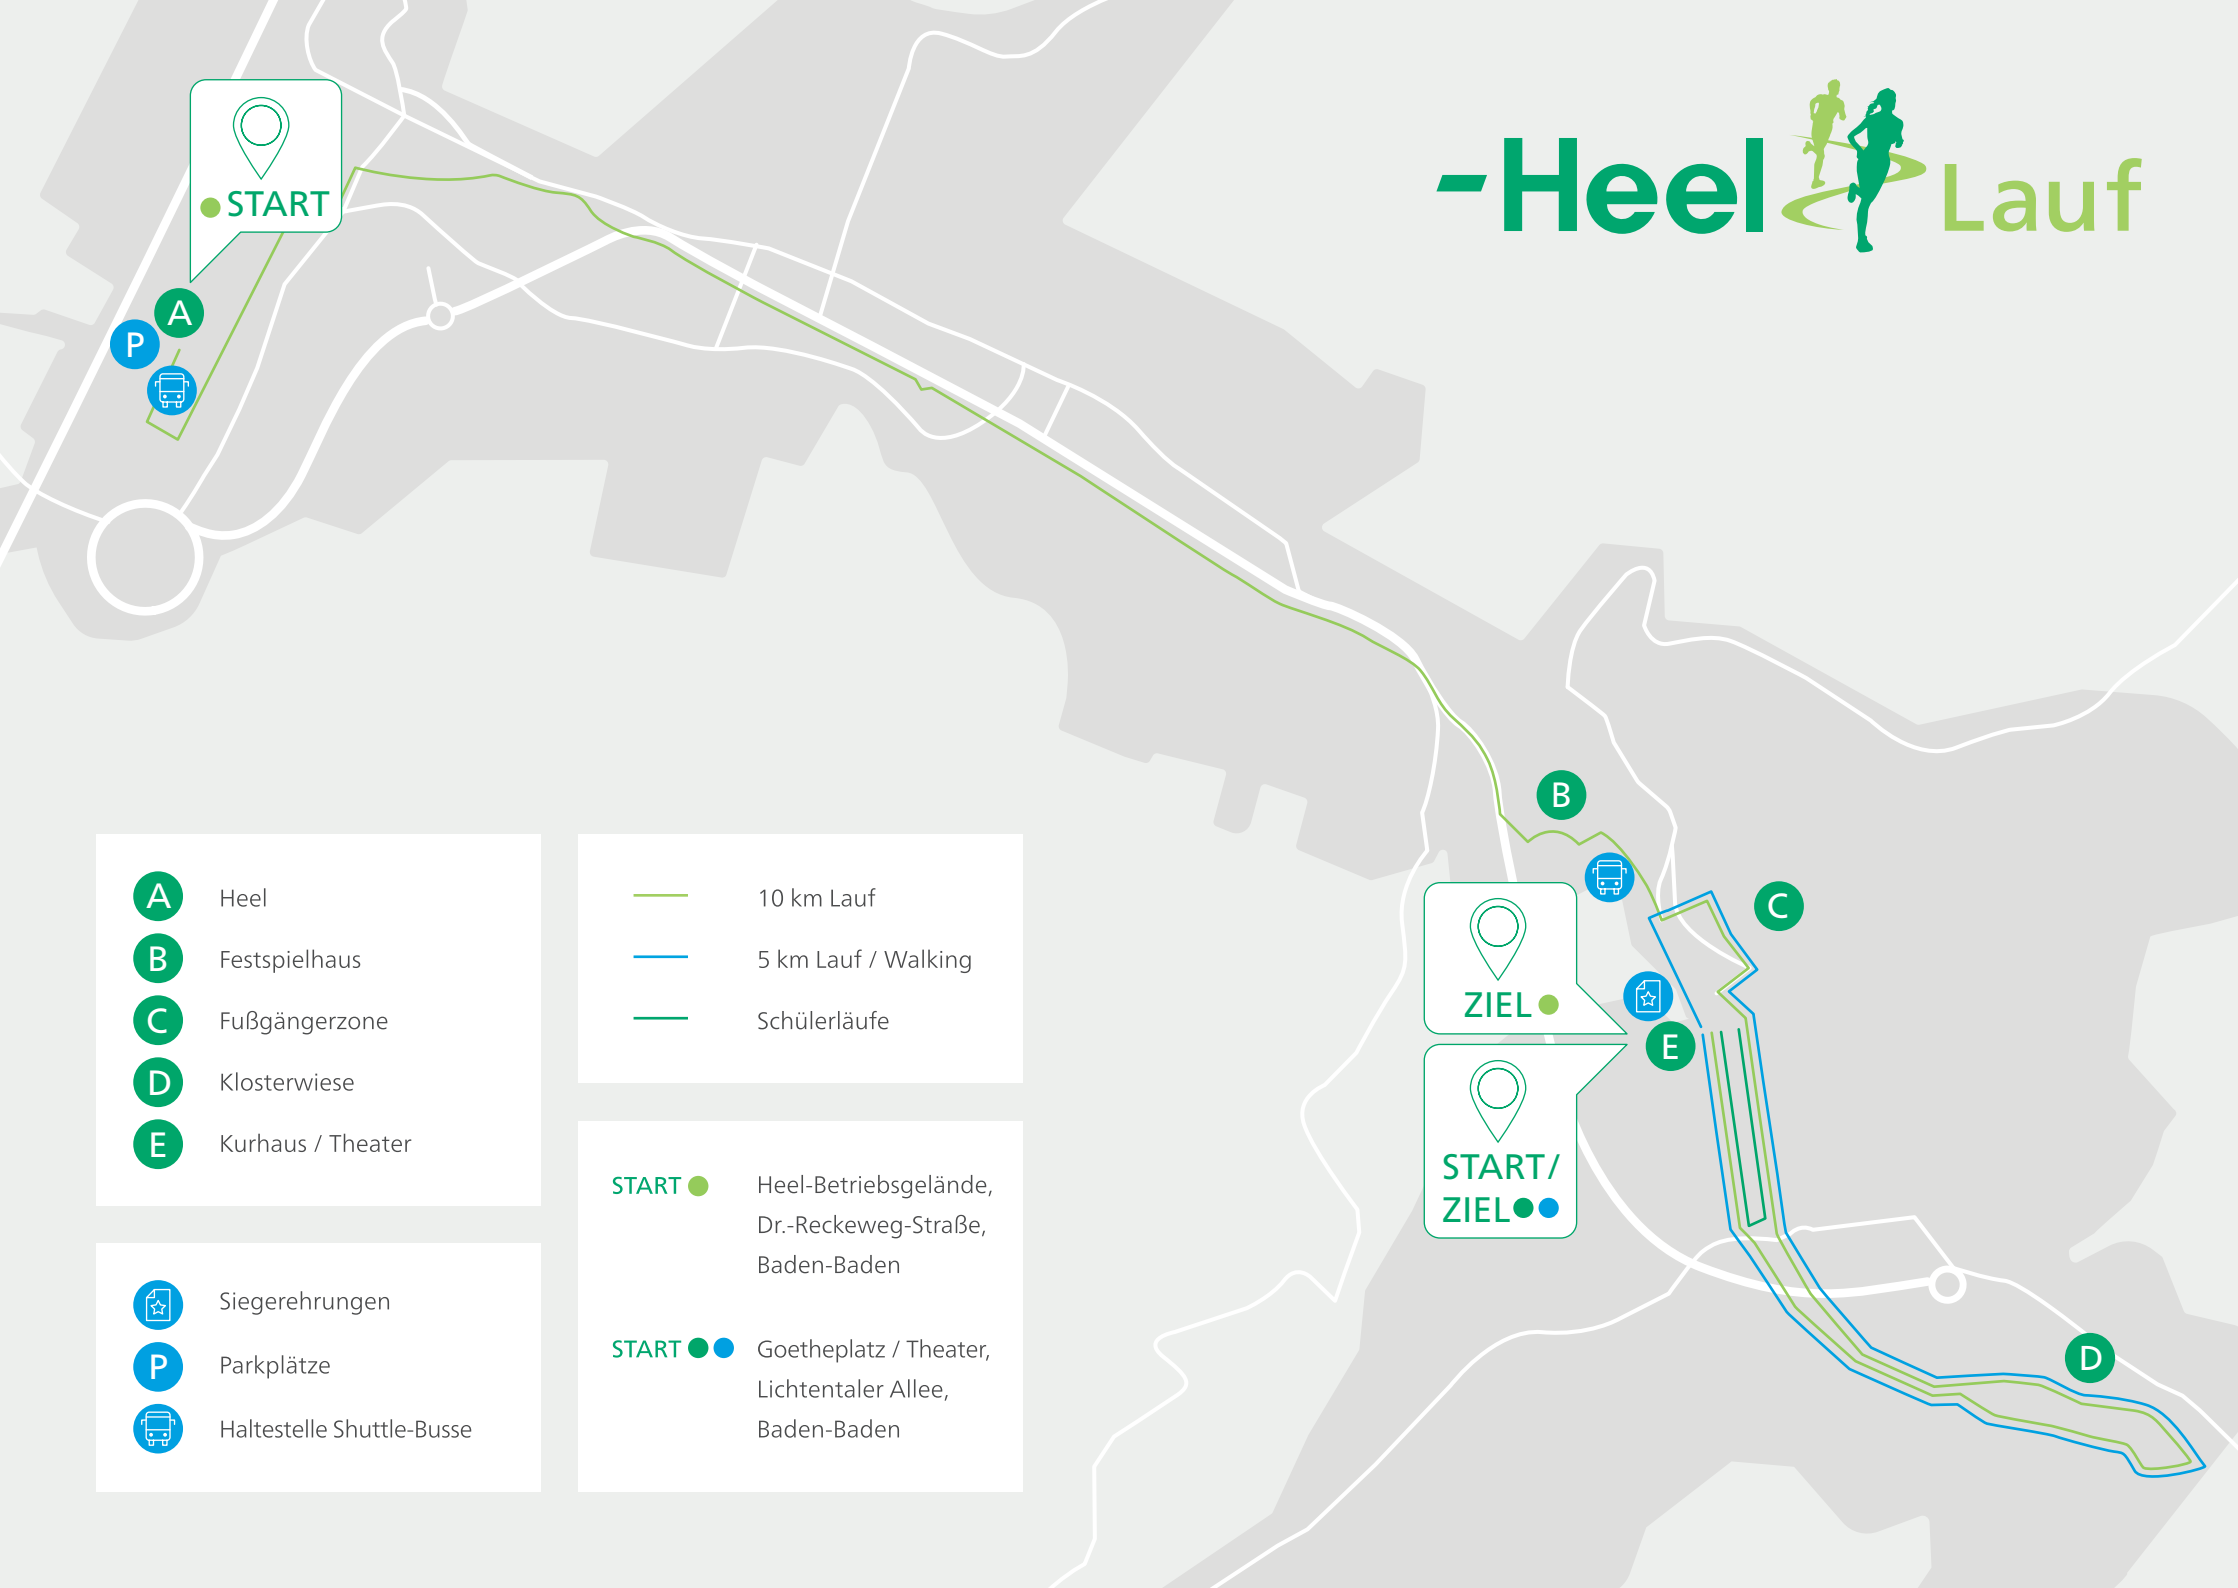 -Heel Lauf
START
A
P
B
C
ZIEL
E
START/
ZIEL
D
A Heel
B Festspielhaus
C Fußgängerzone
D Klosterwiese
E Kurhaus / Theater
Siegerehrungen
P Parkplätze
Haltestelle Shuttle-Busse
10 km Lauf
5 km Lauf / Walking
Schülerläufe
START Heel-Betriebsgelände,
Dr.-Reckeweg-Straße,
Baden-Baden
START Goetheplatz / Theater,
Lichtentaler Allee,
Baden-Baden